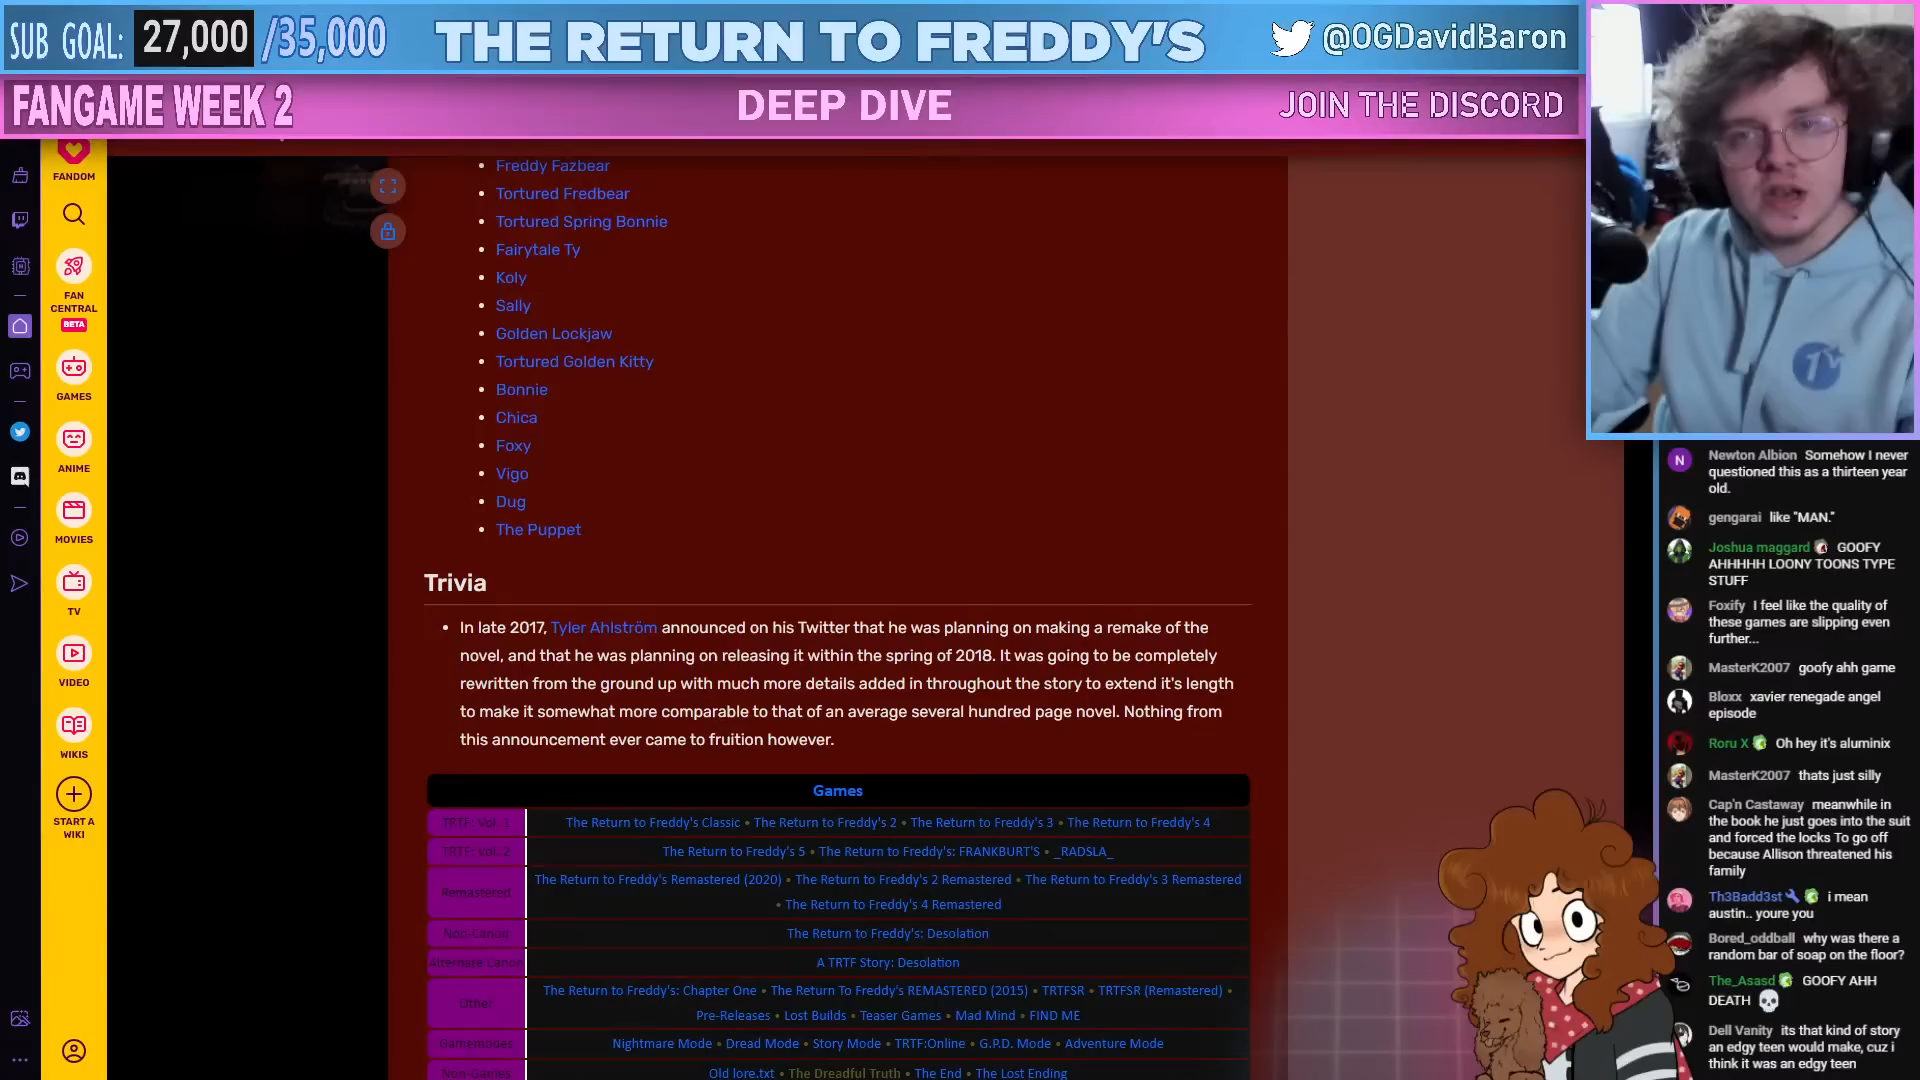 SUB GOAL: 27,000 /35,000
THE RETURN TO FREDDY'S
@OGDavidBaron
FANGAME WEEK 2
DEEP DIVE
JOIN THE DISCORD
FANDOM
FAN
CENTRAL
BETA
GAMES
ANIME
MOVIES
TV
VIDEO
WIKIS
START A
WIKI
Freddy Fazbear
Tortured Fredbear
Tortured Spring Bonnie
Fairytale Ty
Koly
Sally
Golden Lockjaw
Tortured Golden Kitty
Bonnie
Chica
Foxy
Vigo
Dug
The Puppet
Trivia
In late 2017, Tyler Ahlström announced on his Twitter that he was planning on making a remake of the
novel, and that he was planning on releasing it within the spring of 2018. It was going to be completely
rewritten from the ground up with much more details added in throughout the story to extend it's length
to make it somewhat more comparable to that of an average several hundred page novel. Nothing from
this announcement ever came to fruition however.
Games
TRTF: Vol. 1
The Return to Freddy's Classic • The Return to Freddy's 2 • The Return to Freddy's 3 • The Return to Freddy's 4
TRTF: Vol. 2
The Return to Freddy's 5 • The Return to Freddy's: FRANKBURT'S • _RADSLA_
Remastered
The Return to Freddy's Remastered (2020) • The Return to Freddy's 2 Remastered • The Return to Freddy's 3 Remastered
• The Return to Freddy's 4 Remastered
Non-Canon
The Return to Freddy's: Desolation
Alternate Canon
A TRTF Story: Desolation
Other
The Return to Freddy's: Chapter One • The Return To Freddy's REMASTERED (2015) • TRTFSR • TRTFSR (Remastered) •
Pre-Releases • Lost Builds • Teaser Games • Mad Mind • FIND ME
Gamemodes
Nightmare Mode • Dread Mode • Story Mode • TRTF:Online • G.P.D. Mode • Adventure Mode
Non-Games
Old lore.txt • The Dreadful Truth • The End • The Lost Ending
N
Newton Albion Somehow I never
questioned this as a thirteen year
old.
gengarai like "MAN."
Joshua maggard GOOFY
AHHHHH LOONY TOONS TYPE
STUFF
Foxify I feel like the quality of
these games are slipping even
further...
MasterK2007 goofy ahh game
Bloxx xavier renegade angel
episode
Roru X Oh hey it's aluminix
MasterK2007 thats just silly
Cap'n Castaway meanwhile in
the book he just goes into the suit
and forced the locks To go off
because Allison threatened his
family
Th3Badd3st i mean
austin.. youre you
Bored_oddball why was there a
random bar of soap on the floor?
The_Asasd GOOFY AHH
DEATH 💀
Dell Vanity its that kind of story
an edgy teen would make, cuz i
think it was an edgy teen